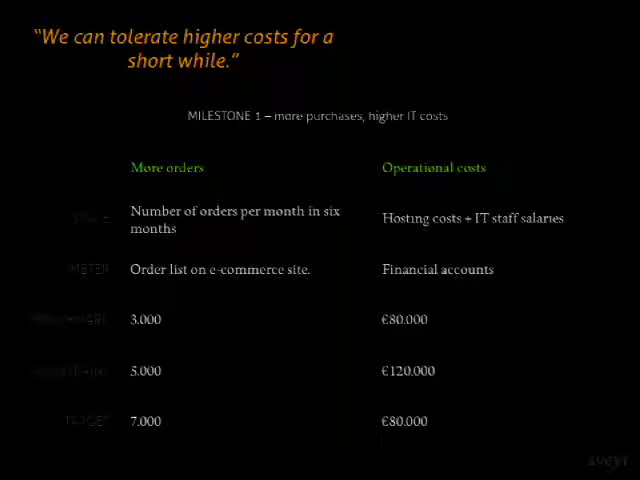 “We can tolerate higher costs for a
short while.”
MILESTONE 1 – more purchases, higher IT costs
More orders Operational costs
Number of orders per month in six
months
Hosting costs + IT staff salaries
METER Order list on e-commerce site. Financial accounts
3.000 €80.000
5.000 €120.000
TARGET 7.000 €80.000